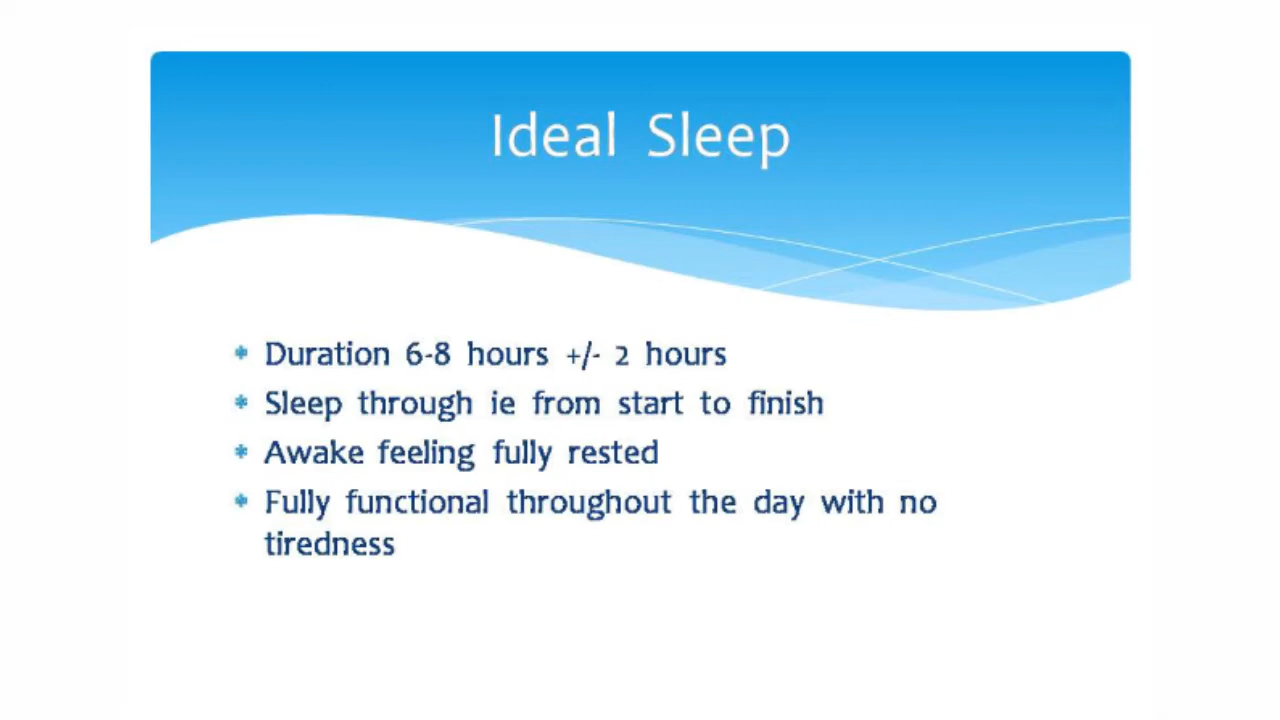 Ideal Sleep
* Duration 6-8 hours +/- 2 hours
* Sleep through ie from start to finish
* Awake feeling fully rested
* Fully functional throughout the day with no
tiredness